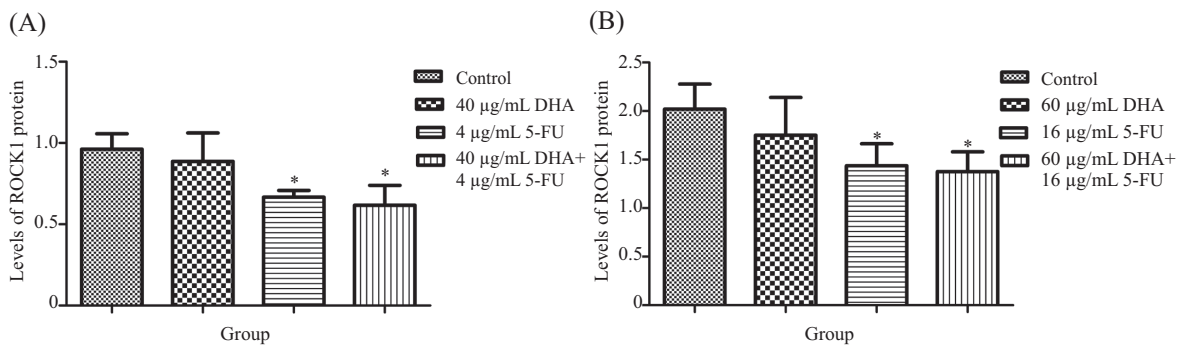 (A)
Levels of ROCK1 protein
1.5
1.0
0.5
0
*
*
Group
Control
40 µg/mL DHA
4 µg/mL 5-FU
40 µg/mL DHA+
4 µg/mL 5-FU
(B)
Levels of ROCK1 protein
2.5
2.0
1.5
1.0
0.5
0.0
*
*
Group
Control
60 µg/mL DHA
16 µg/mL 5-FU
60 µg/mL DHA+
16 µg/mL 5-FU